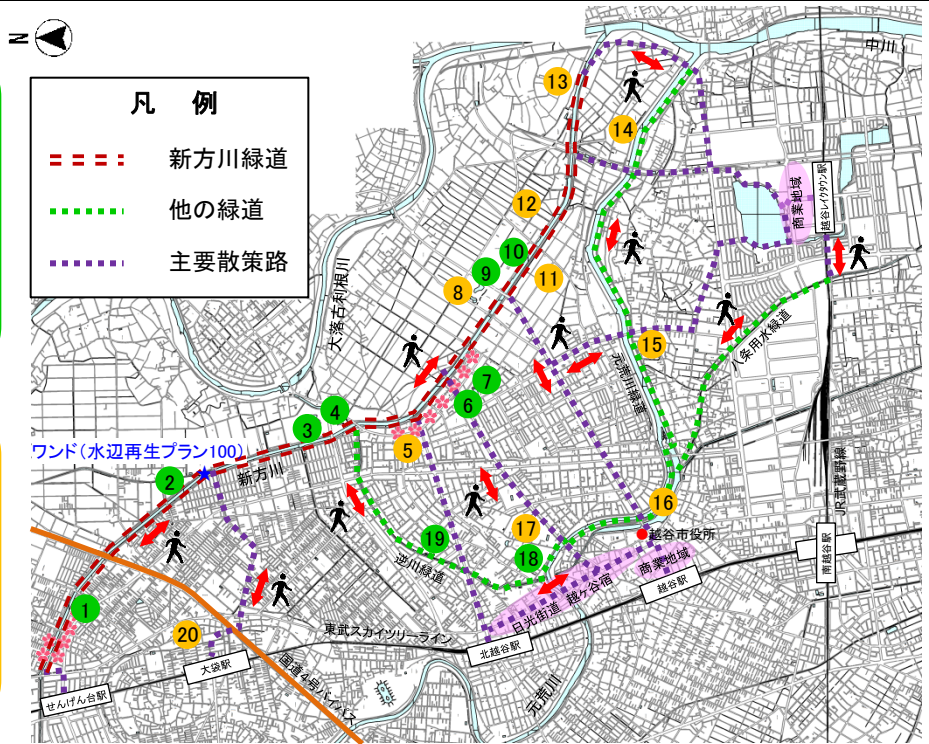 N
凡 例
新方川緑道
他の緑道
主要散策路
中川
13
14
12
商業地域
越谷レイクタウン駅
10
9
11
8
大落古利根川
15
八条用水緑道
元荒川緑道
7
6
4
3
5
ワンド(水辺再生プラン100)
新方川
2
JR武蔵野線
16
越谷市役所
17
18
19
逆川緑道
南越谷駅
商業地域
日光街道 越ヶ谷宿
越谷駅
1
20
東武スカイツリーライン
北越谷駅
大袋駅
国道4号バイパス
元荒川
せんげん台駅